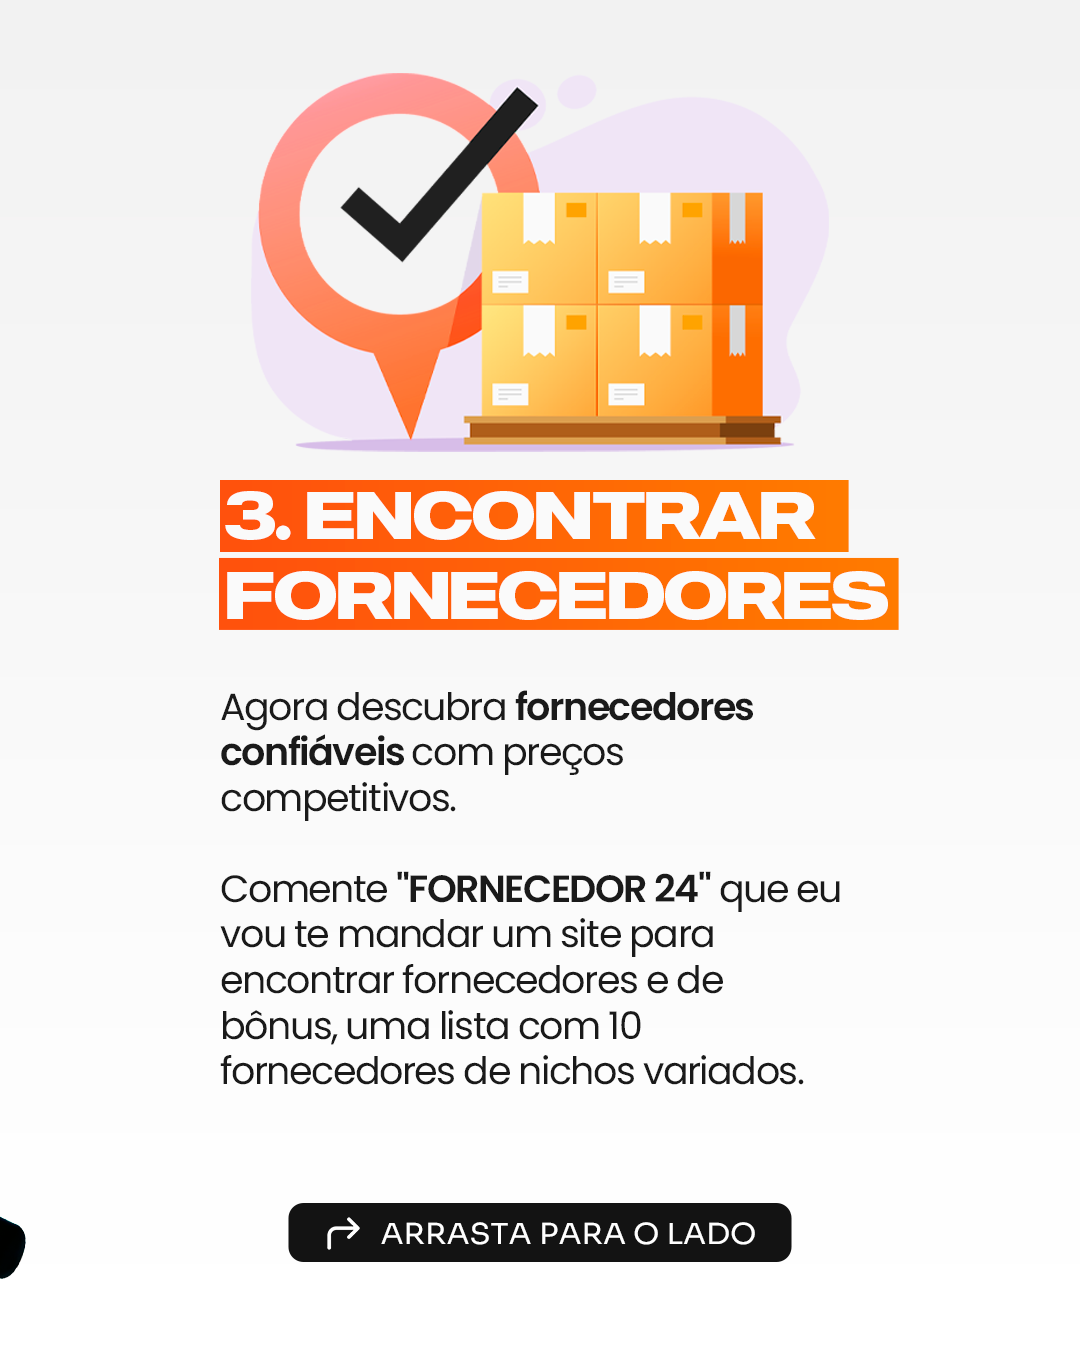 3. ENCONTRAR
FORNECEDORES
Agora descubra fornecedores
confiáveis com preços
competitivos.
Comente "FORNECEDOR 24" que eu
vou te mandar um site para
encontrar fornecedores e de
bônus, uma lista com 10
fornecedores de nichos variados.
ARRASTA PARA O LADO